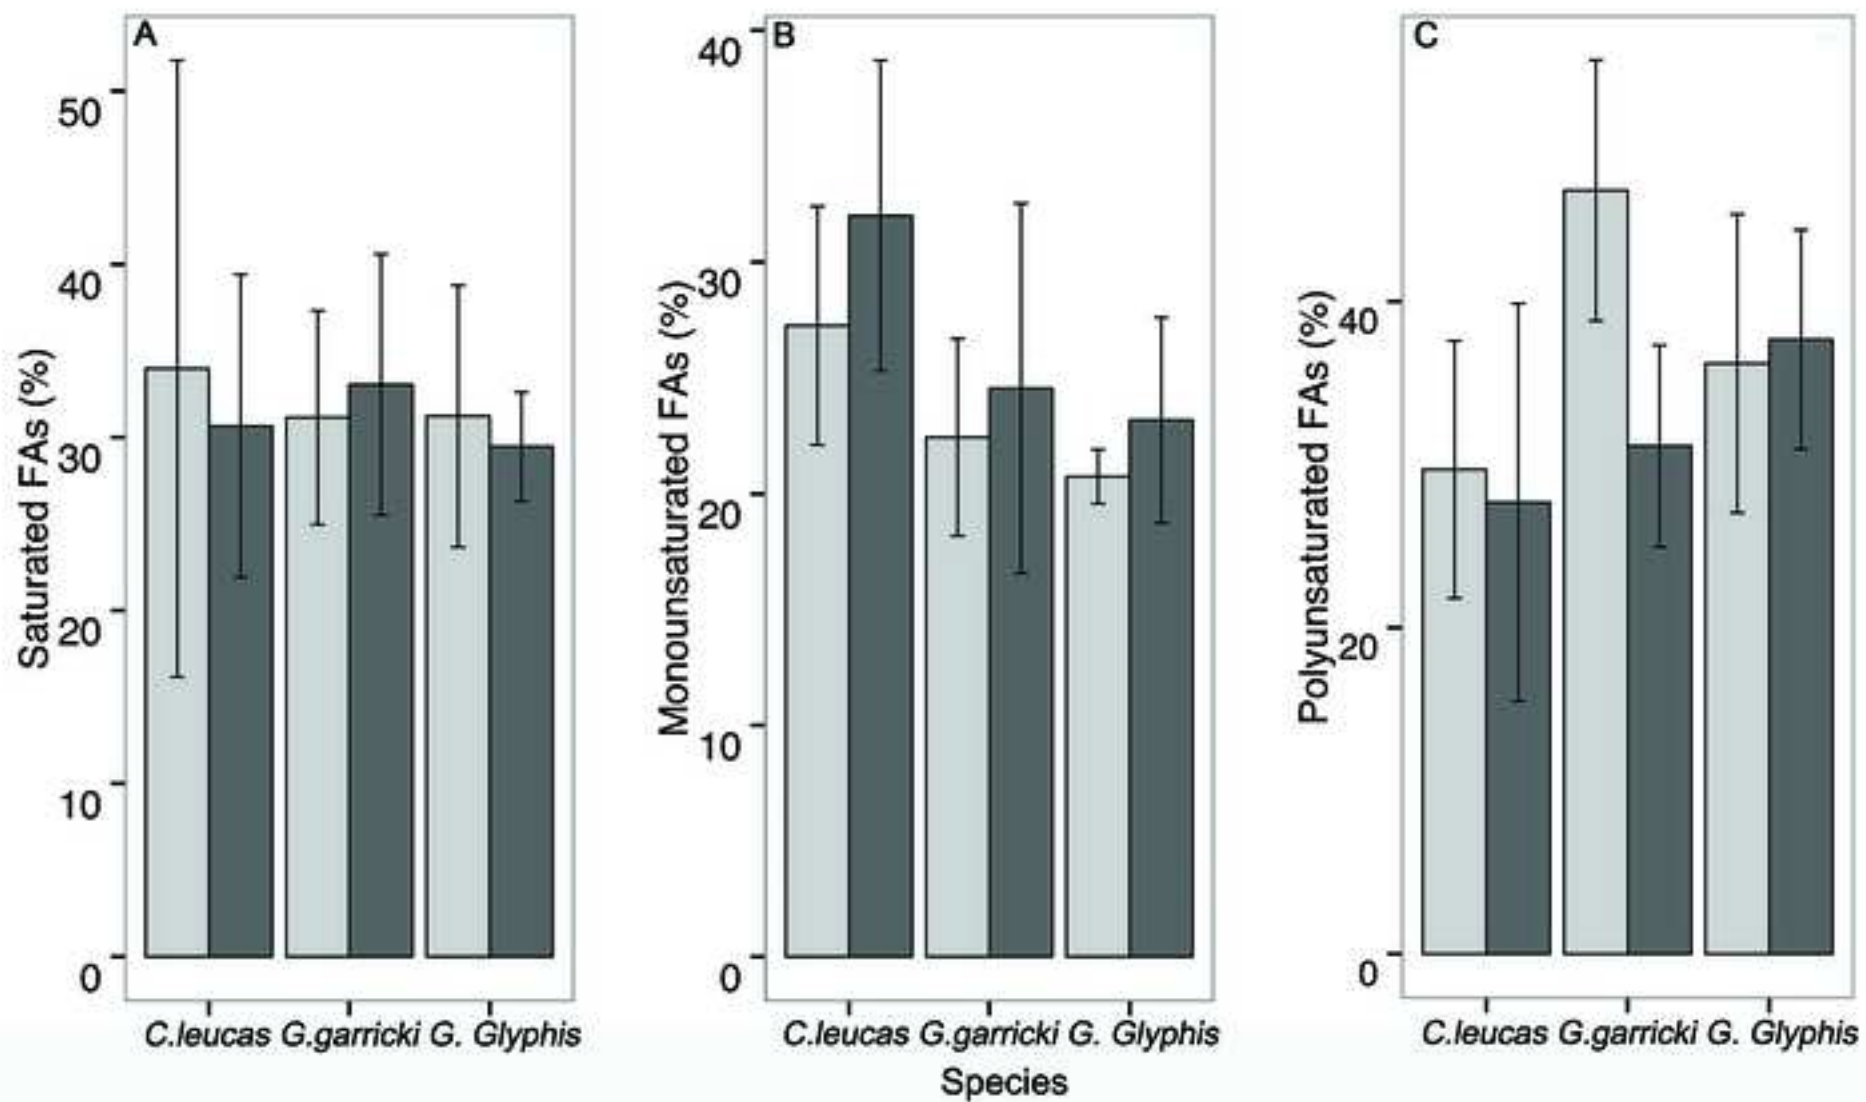 A
Saturated FAs (%)
50
40
30
20
10
0
C.leucas G.garricki G. Glyphis
B
Monounsaturated FAs (%)
40
30
20
10
0
C.leucas G.garricki G. Glyphis
C
Polyunsaturated FAs (%)
40
20
0
C.leucas G.garricki G. Glyphis
Species